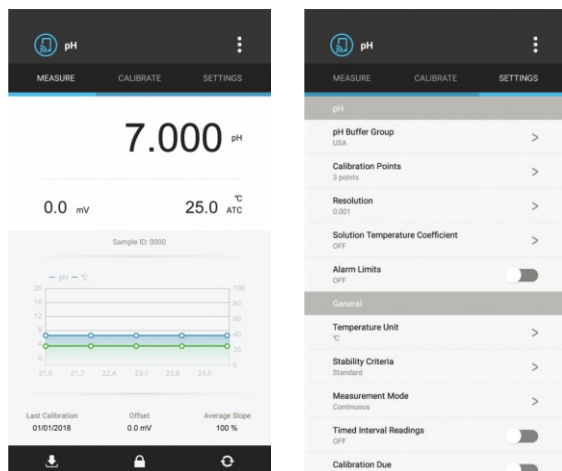 pH
MEASURE CALIBRATE SETTINGS
7.000 pH
0.0 mV
25.0 °C ATC
Sample ID: 0000
pH °C
20 100
16 80
12 60
8 40
4 20
0 0
21.0 21.7 22.4 23.1 23.8 24.5
Last Calibration Offset Average Slope
01/01/2018 0.0 mV 100 %
pH
MEASURE CALIBRATE SETTINGS
pH
pH Buffer Group
USA
Calibration Points
3 points
Resolution
0.001
Solution Temperature Coefficient
OFF
Alarm Limits
OFF
General
Temperature Unit
°C
Stability Criteria
Standard
Measurement Mode
Continuous
Timed Interval Readings
OFF
Calibration Due